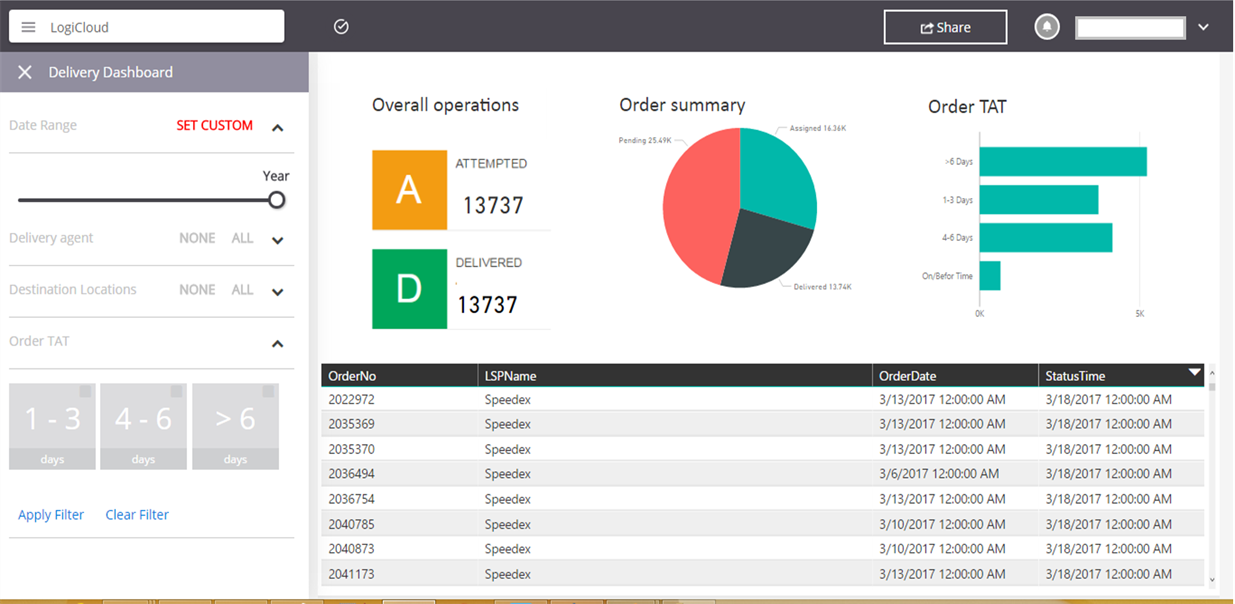 LogiCloud
Share
Delivery Dashboard
Date Range SET CUSTOM
Year
Delivery agent NONE ALL
Destination Locations NONE ALL
Order TAT
1 - 3 4 - 6 > 6
days days days
Apply Filter Clear Filter
Overall operations
A ATTEMPTED
13737
D DELIVERED
13737
Order summary
Pending 25.49K
Assigned 16.36K
Delivered 13.74K
Order TAT
>6 Days
1-3 Days
4-6 Days
On/Befor Time
0K 5K
OrderNo LSPName OrderDate StatusTime
2022972 Speedex 3/13/2017 12:00:00 AM 3/18/2017 12:00:00 AM
2035369 Speedex 3/13/2017 12:00:00 AM 3/18/2017 12:00:00 AM
2035370 Speedex 3/13/2017 12:00:00 AM 3/18/2017 12:00:00 AM
2036494 Speedex 3/6/2017 12:00:00 AM 3/18/2017 12:00:00 AM
2036754 Speedex 3/13/2017 12:00:00 AM 3/18/2017 12:00:00 AM
2040785 Speedex 3/10/2017 12:00:00 AM 3/18/2017 12:00:00 AM
2040873 Speedex 3/10/2017 12:00:00 AM 3/18/2017 12:00:00 AM
2041173 Speedex 3/13/2017 12:00:00 AM 3/18/2017 12:00:00 AM